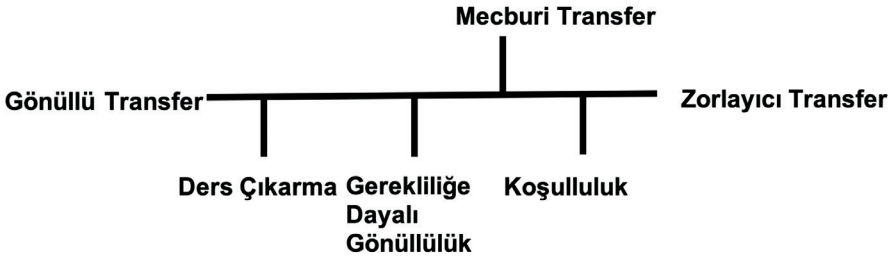 Mecburi Transfer
Gönüllü Transfer
Zorlayıcı Transfer
Ders Çıkarma
Gerekliliğe
Dayalı
Gönüllülük
Koşulluluk